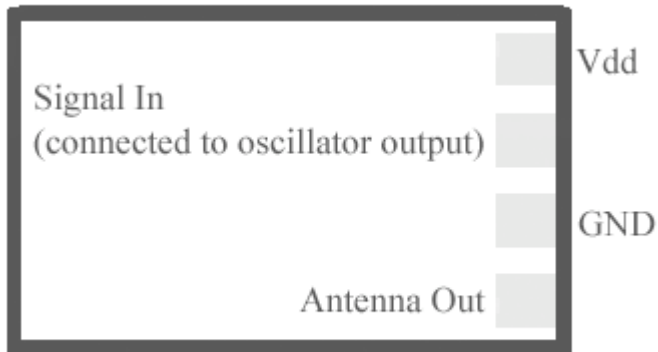 Vdd
Signal In
(connected to oscillator output)
GND
Antenna Out